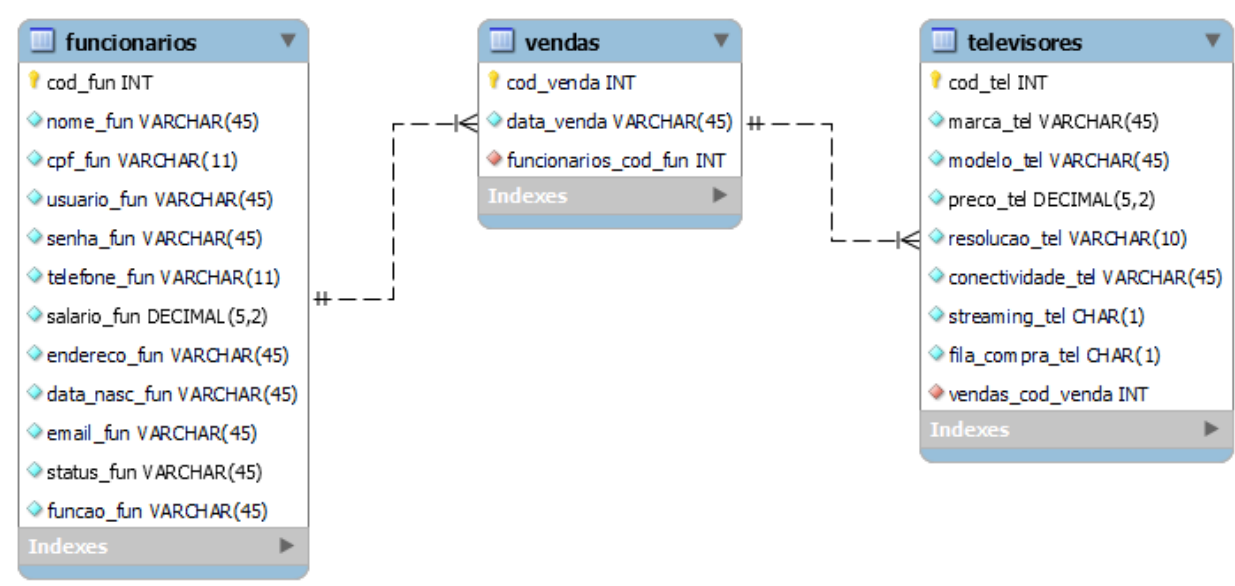 funcionarios
cod_fun INT
nome_fun VARCHAR(45)
cpf_fun VARCHAR(11)
usuario_fun VARCHAR(45)
senha_fun VARCHAR(45)
telefone_fun VARCHAR(11)
salario_fun DECIMAL(5,2)
endereco_fun VARCHAR(45)
data_nasc_fun VARCHAR(45)
email_fun VARCHAR(45)
status_fun VARCHAR(45)
funcao_fun VARCHAR(45)
Indexes
vendas
cod_venda INT
data_venda VARCHAR(45)
funcionarios_cod_fun INT
Indexes
televisores
cod_tel INT
marca_tel VARCHAR(45)
modelo_tel VARCHAR(45)
preco_tel DECIMAL(5,2)
resolucao_tel VARCHAR(10)
conectividade_tel VARCHAR(45)
streaming_tel CHAR(1)
fila_compra_tel CHAR(1)
vendas_cod_venda INT
Indexes